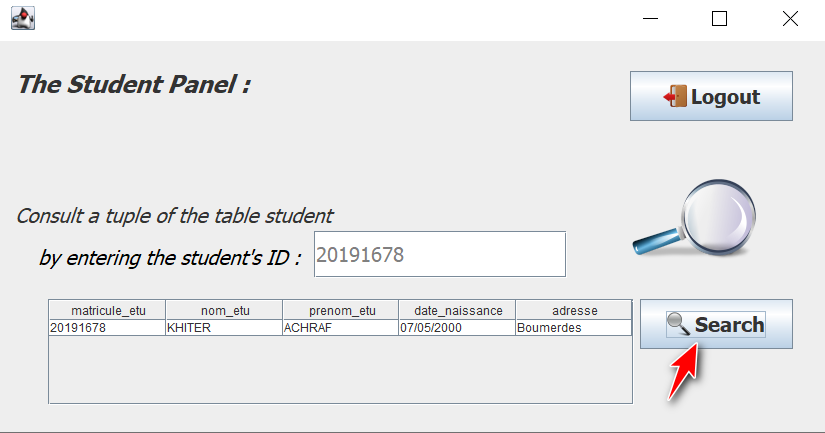 The Student Panel :
Logout
Consult a tuple of the table student
by entering the student's ID :
20191678
matricule_etu nom_etu prenom_etu date_naissance adresse
20191678 KHITER ACHRAF 07/05/2000 Boumerdes
Search